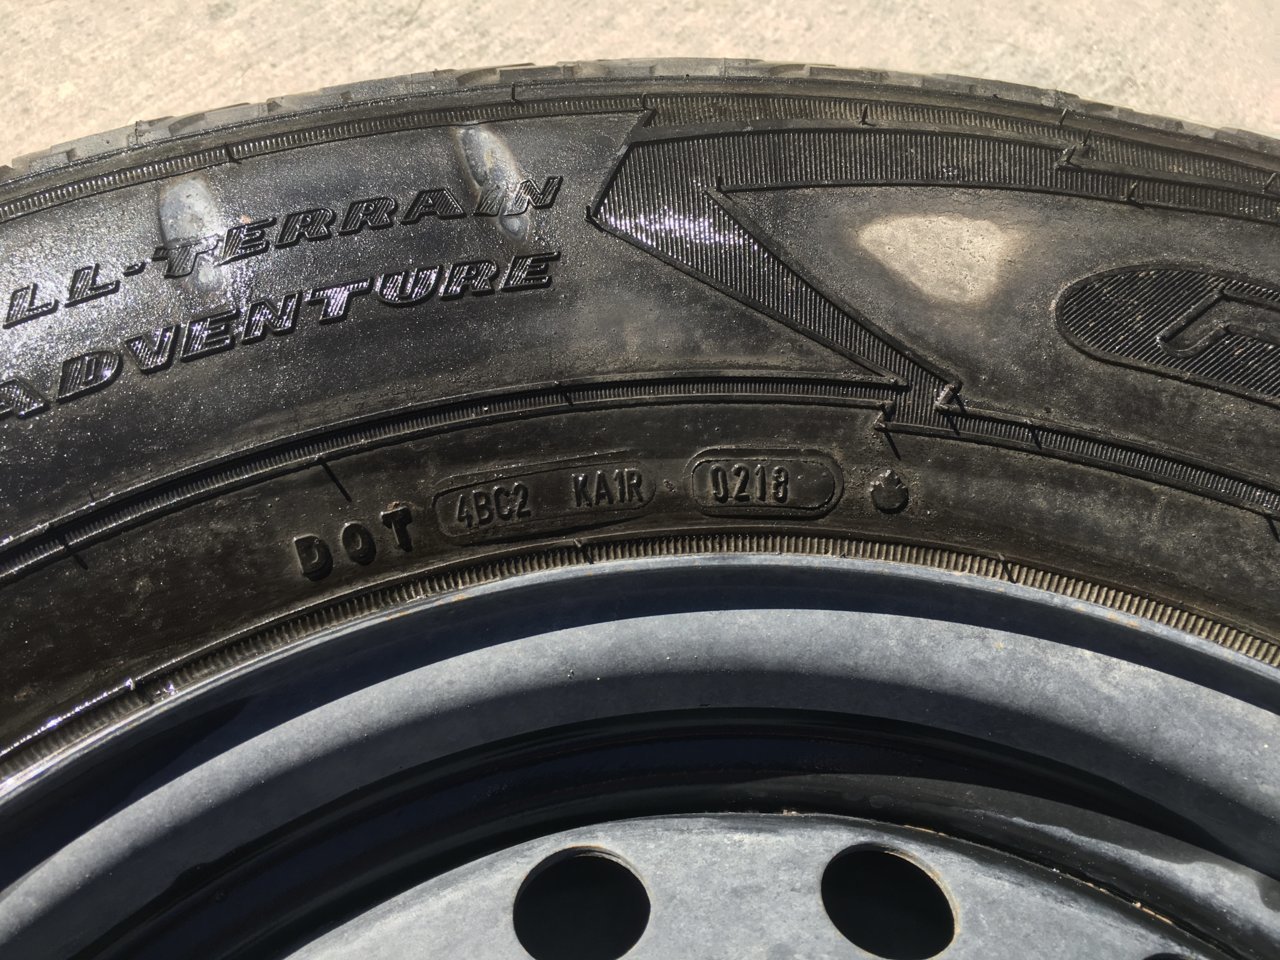 LL-TERRAIN
ADVENTURE
DOT 4BC2 KA1R 0218